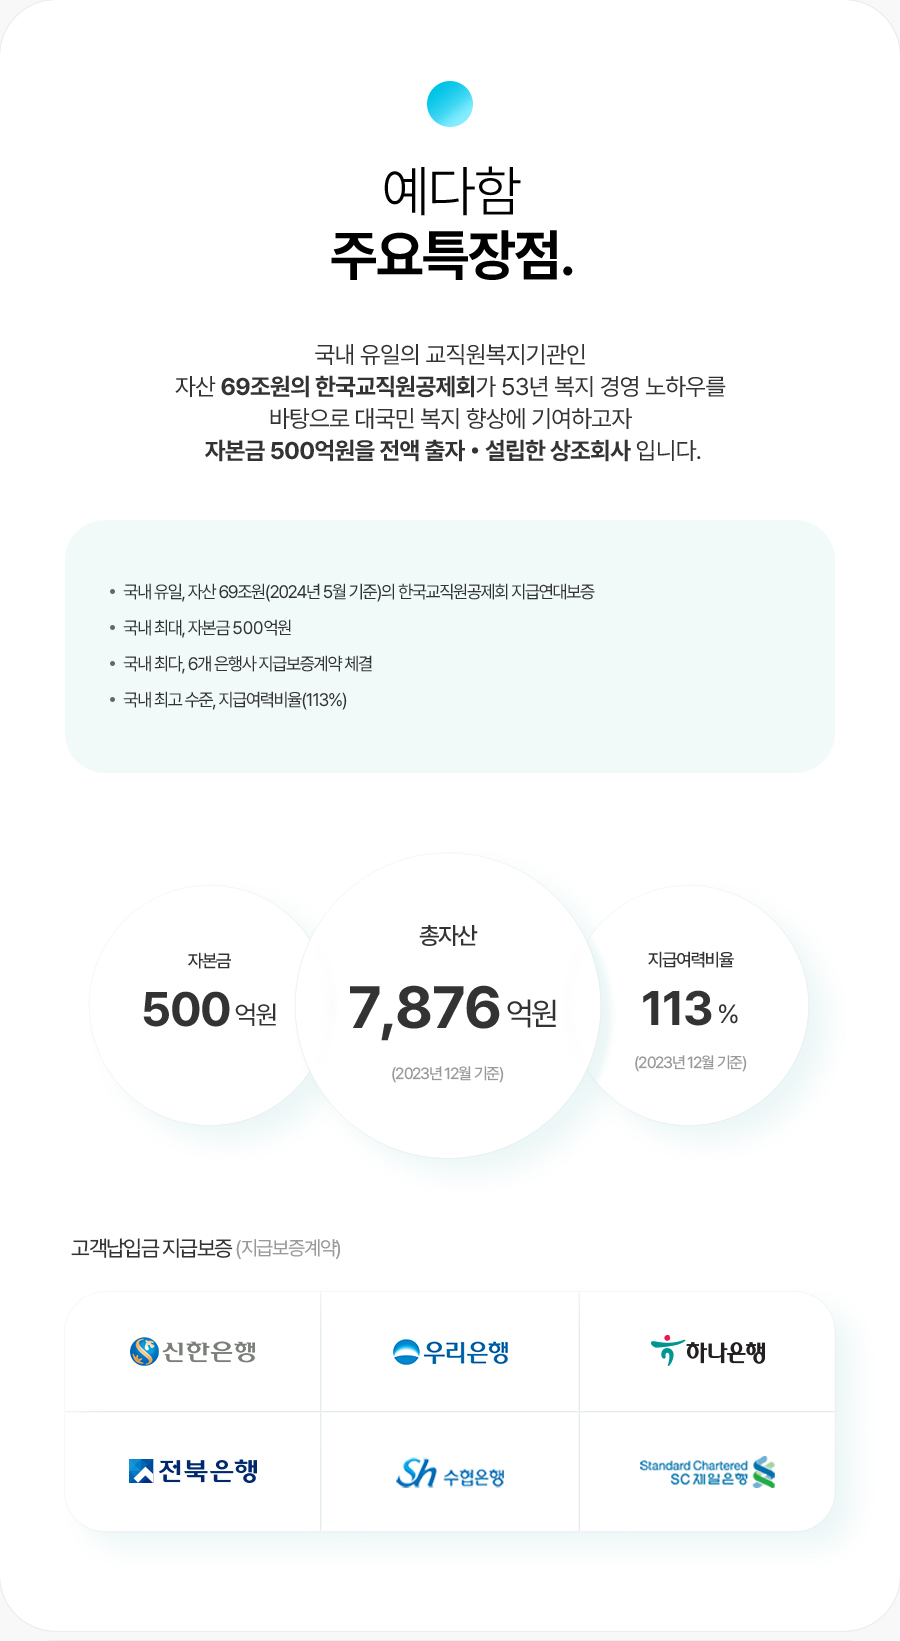 예다함
주요특장점.
국내 유일의 교직원복지기관인
자산 69조원의 한국교직원공제회가 53년 복지 경영 노하우를
바탕으로 대국민 복지 향상에 기여하고자
자본금 500억원을 전액 출자 • 설립한 상조회사 입니다.
• 국내 유일, 자산 69조원(2024년 5월 기준)의 한국교직원공제회 지급연대보증
• 국내 최대, 자본금 500억원
• 국내 최다, 6개 은행사 지급보증계약 체결
• 국내 최고 수준, 지급여력비율(113%)
자본금
500 억원
총자산
7,876 억원
(2023년 12월 기준)
지급여력비율
113 %
(2023년 12월 기준)
고객납입금 지급보증 (지급보증계약)
신한은행
우리은행
하나은행
전북은행
Sh 수협은행
Standard Chartered
SC제일은행